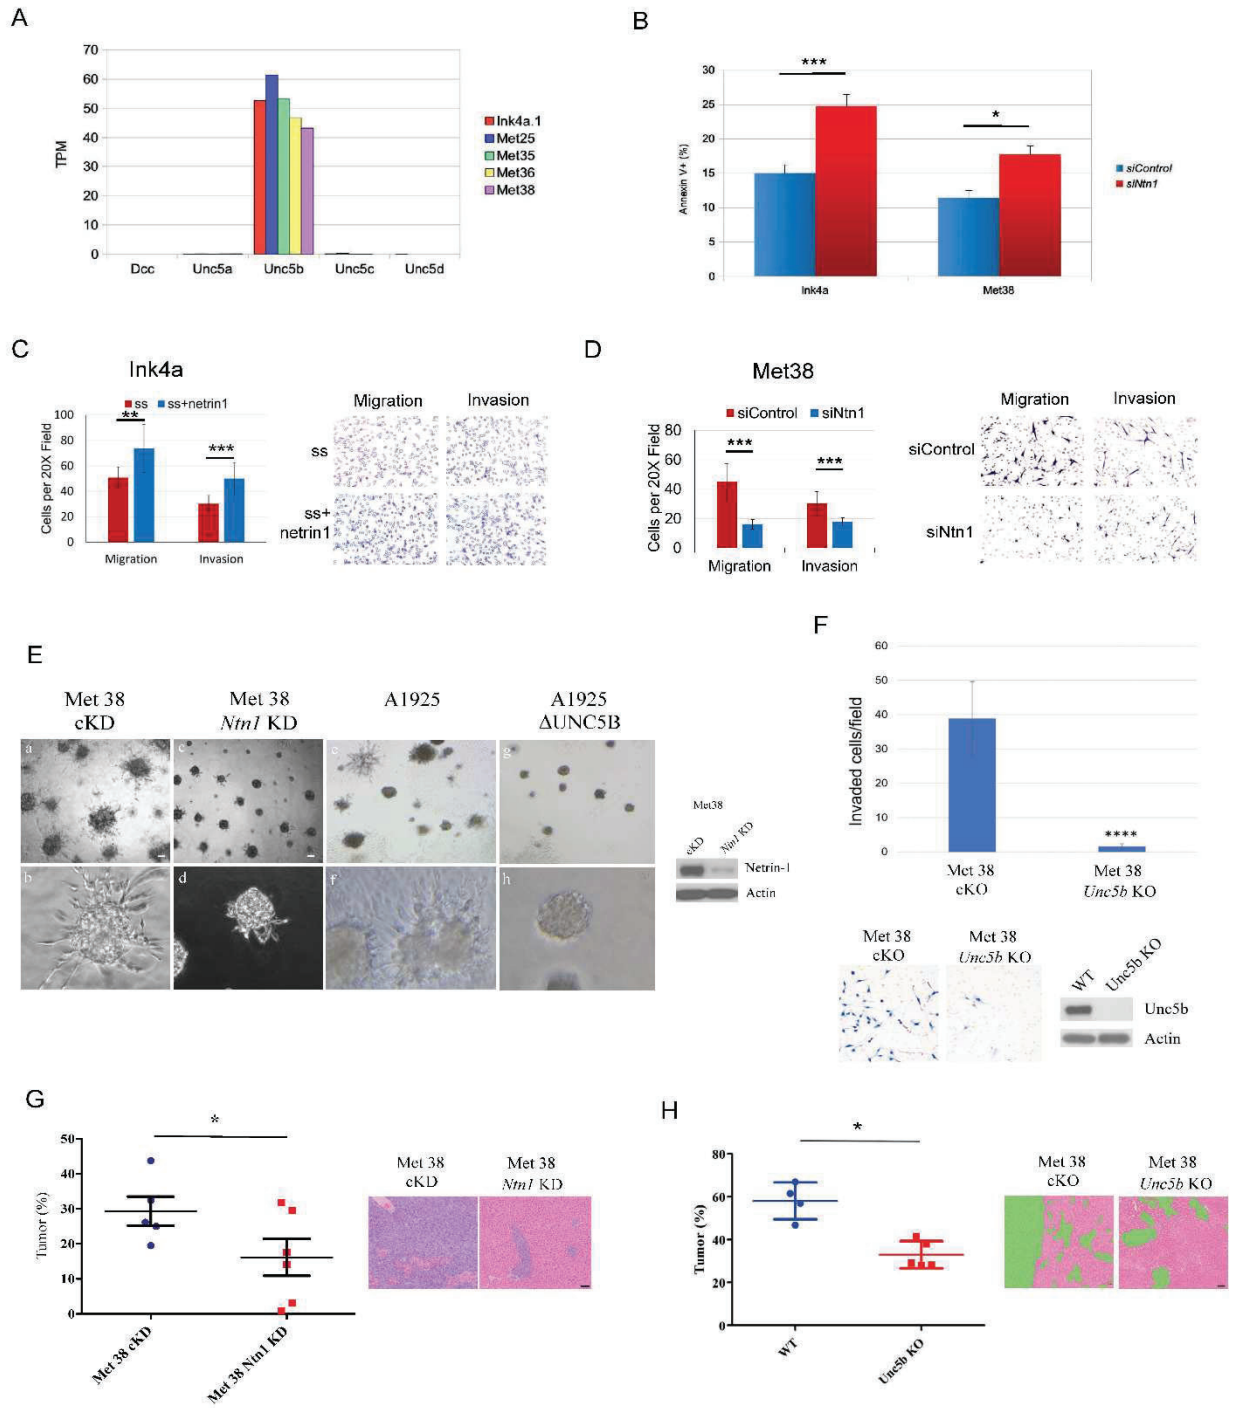 A
70
60
50
40
30
20
10
0
TPM
Dcc
Unc5a
Unc5b
Unc5c
Unc5d
Ink4a.1
Met25
Met35
Met36
Met38
B
30
25
20
15
10
5
0
Annexin V+ (%)
***
*
Ink4a
Met38
siControl
siNtn1
C
Ink4a
ss
ss+netrin1
100
80
60
40
20
0
Cells per 20X Field
**
***
Migration
Invasion
Migration
Invasion
ss
ss+
netrin1
D
Met38
siControl
siNtn1
80
60
40
20
0
Cells per 20X Field
***
***
Migration
Invasion
Migration
Invasion
siControl
siNtn1
E
Met 38
cKD
Met 38
Ntn1 KD
A1925
A1925
ΔUNC5B
a
c
e
g
b
d
f
h
Met38
cKD
Ntn1 KD
Netrin-1
Actin
F
60
50
40
30
20
10
0
Invaded cells/field
****
Met 38
cKO
Met 38
Unc5b KO
Met 38
cKO
Met 38
Unc5b KO
WT
Unc5b KO
Unc5b
Actin
G
50
40
30
20
10
0
Tumor (%)
*
Met 38 cKD
Met 38 Ntn1 KD
Met 38
cKD
Met 38
Ntn1 KD
H
80
60
40
20
0
Tumor (%)
*
WT
Unc5b KO
Met 38
cKO
Met 38
Unc5b KO